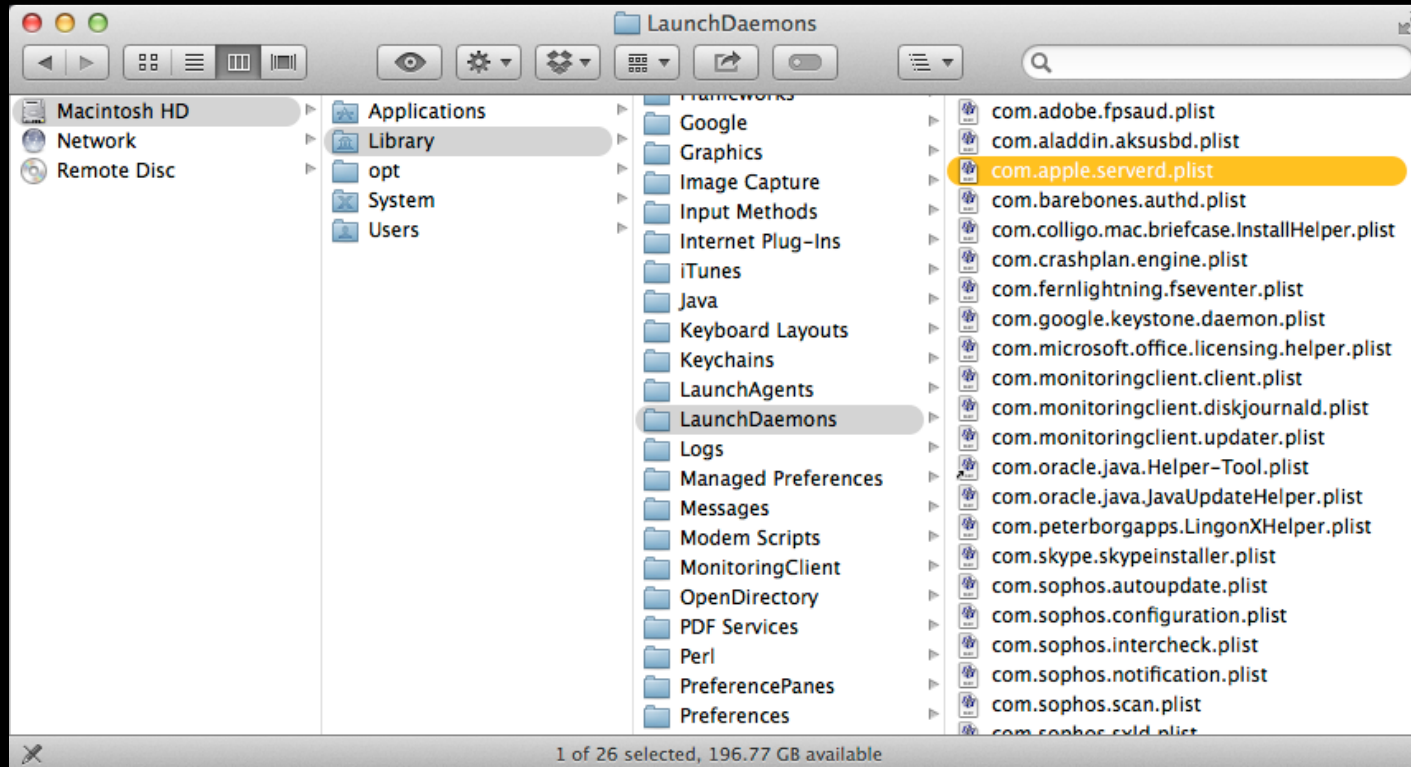 LaunchDaemons
Macintosh HD
Network
Remote Disc
Applications
Library
opt
System
Users
Frameworks
Google
Graphics
Image Capture
Input Methods
Internet Plug-Ins
iTunes
Java
Keyboard Layouts
Keychains
LaunchAgents
LaunchDaemons
Logs
Managed Preferences
Messages
Modem Scripts
MonitoringClient
OpenDirectory
PDF Services
Perl
PreferencePanes
Preferences
com.adobe.fpsaud.plist
com.aladdin.aksusbd.plist
com.apple.serverd.plist
com.barebones.authd.plist
com.colligo.mac.briefcase.InstallHelper.plist
com.crashplan.engine.plist
com.fernlightning.fseventer.plist
com.google.keystone.daemon.plist
com.microsoft.office.licensing.helper.plist
com.monitoringclient.client.plist
com.monitoringclient.diskjournald.plist
com.monitoringclient.updater.plist
com.oracle.java.Helper-Tool.plist
com.oracle.java.JavaUpdateHelper.plist
com.peterborgapps.LingonXHelper.plist
com.skype.skypeinstaller.plist
com.sophos.autoupdate.plist
com.sophos.configuration.plist
com.sophos.intercheck.plist
com.sophos.notification.plist
com.sophos.scan.plist
com.sophos.sxld.plist
1 of 26 selected, 196.77 GB available